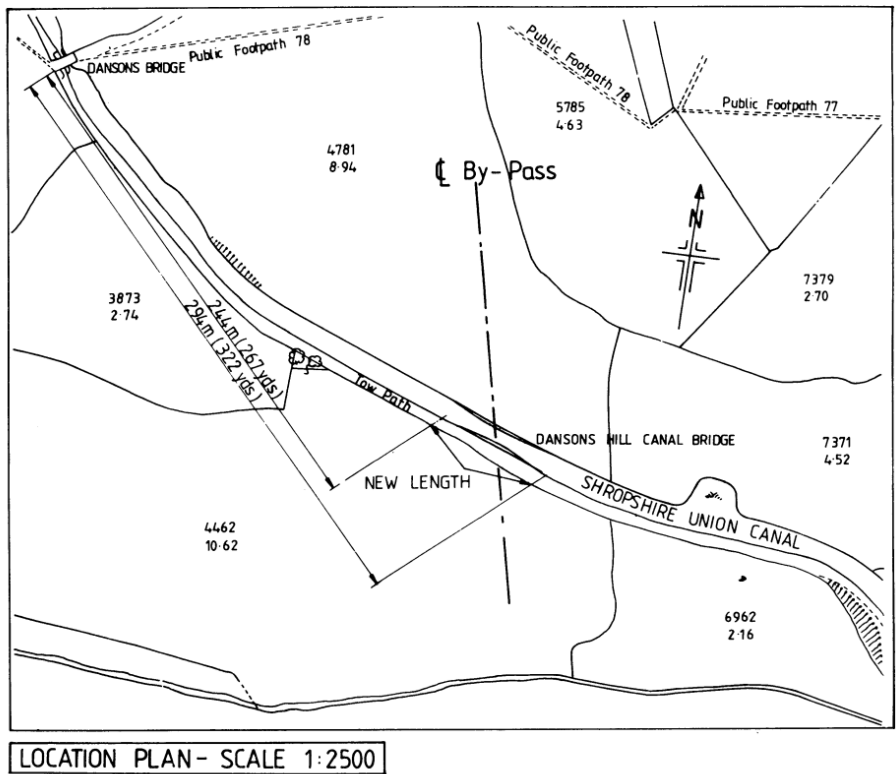 DANSONS BRIDGE
Public Footpath 78
Public Footpath 78
Public Footpath 77
5785
4·63
4781
8·94
℄ By-Pass
N
7379
2·70
3873
2·74
244m (267 yds)
294m (322 yds)
Tow Path
DANSONS HILL CANAL BRIDGE
7371
4·52
NEW LENGTH
SHROPSHIRE UNION CANAL
4462
10·62
6962
2·16
LOCATION PLAN - SCALE 1:2500